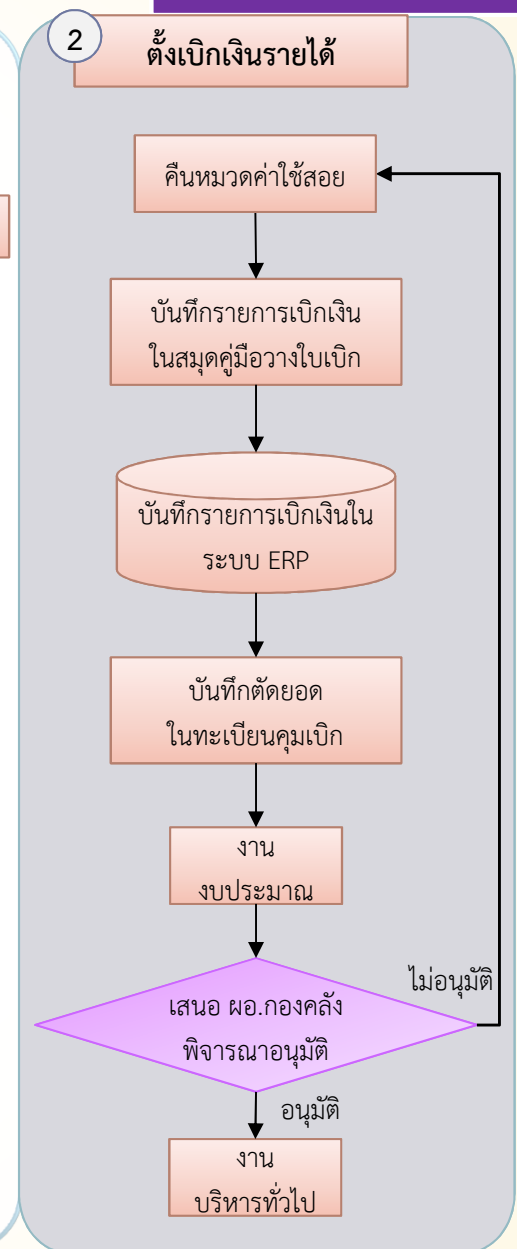 2
ตั้งเบิกเงินรายได้
คืนหมวดค่าใช้สอย
บันทึกรายการเบิกเงิน
ในสมุดคู่มือวางใบเบิก
บันทึกรายการเบิกเงินใน
ระบบ ERP
บันทึกตัดยอด
ในทะเบียนคุมเบิก
งาน
งบประมาณ
ไม่อนุมัติ
เสนอ ผอ.กองคลัง
พิจารณาอนุมัติ
อนุมัติ
งาน
บริหารทั่วไป